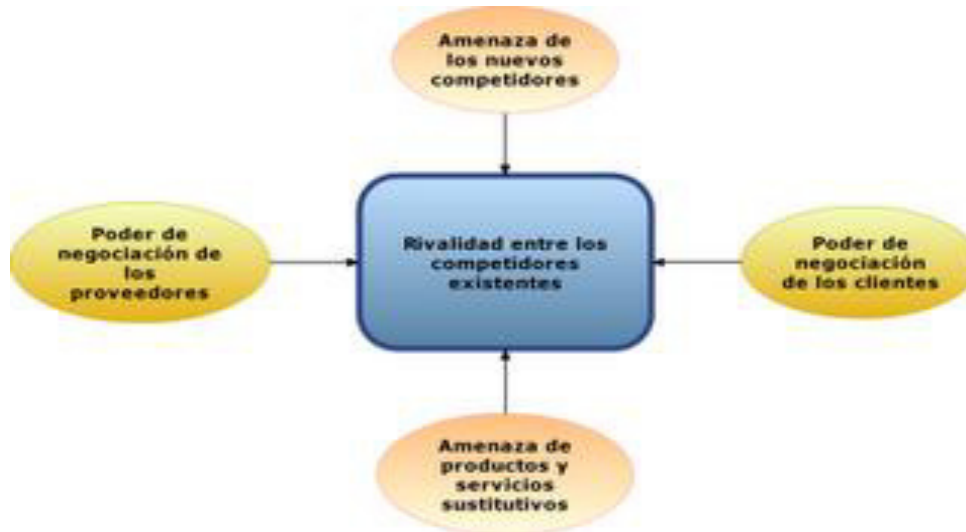 Amenaza de
los nuevos
competidores
Poder de
negociación de
los
proveedores
Rivalidad entre los
competidores
existentes
Poder de
negociación
de los clientes
Amenaza de
productos y
servicios
sustitutivos